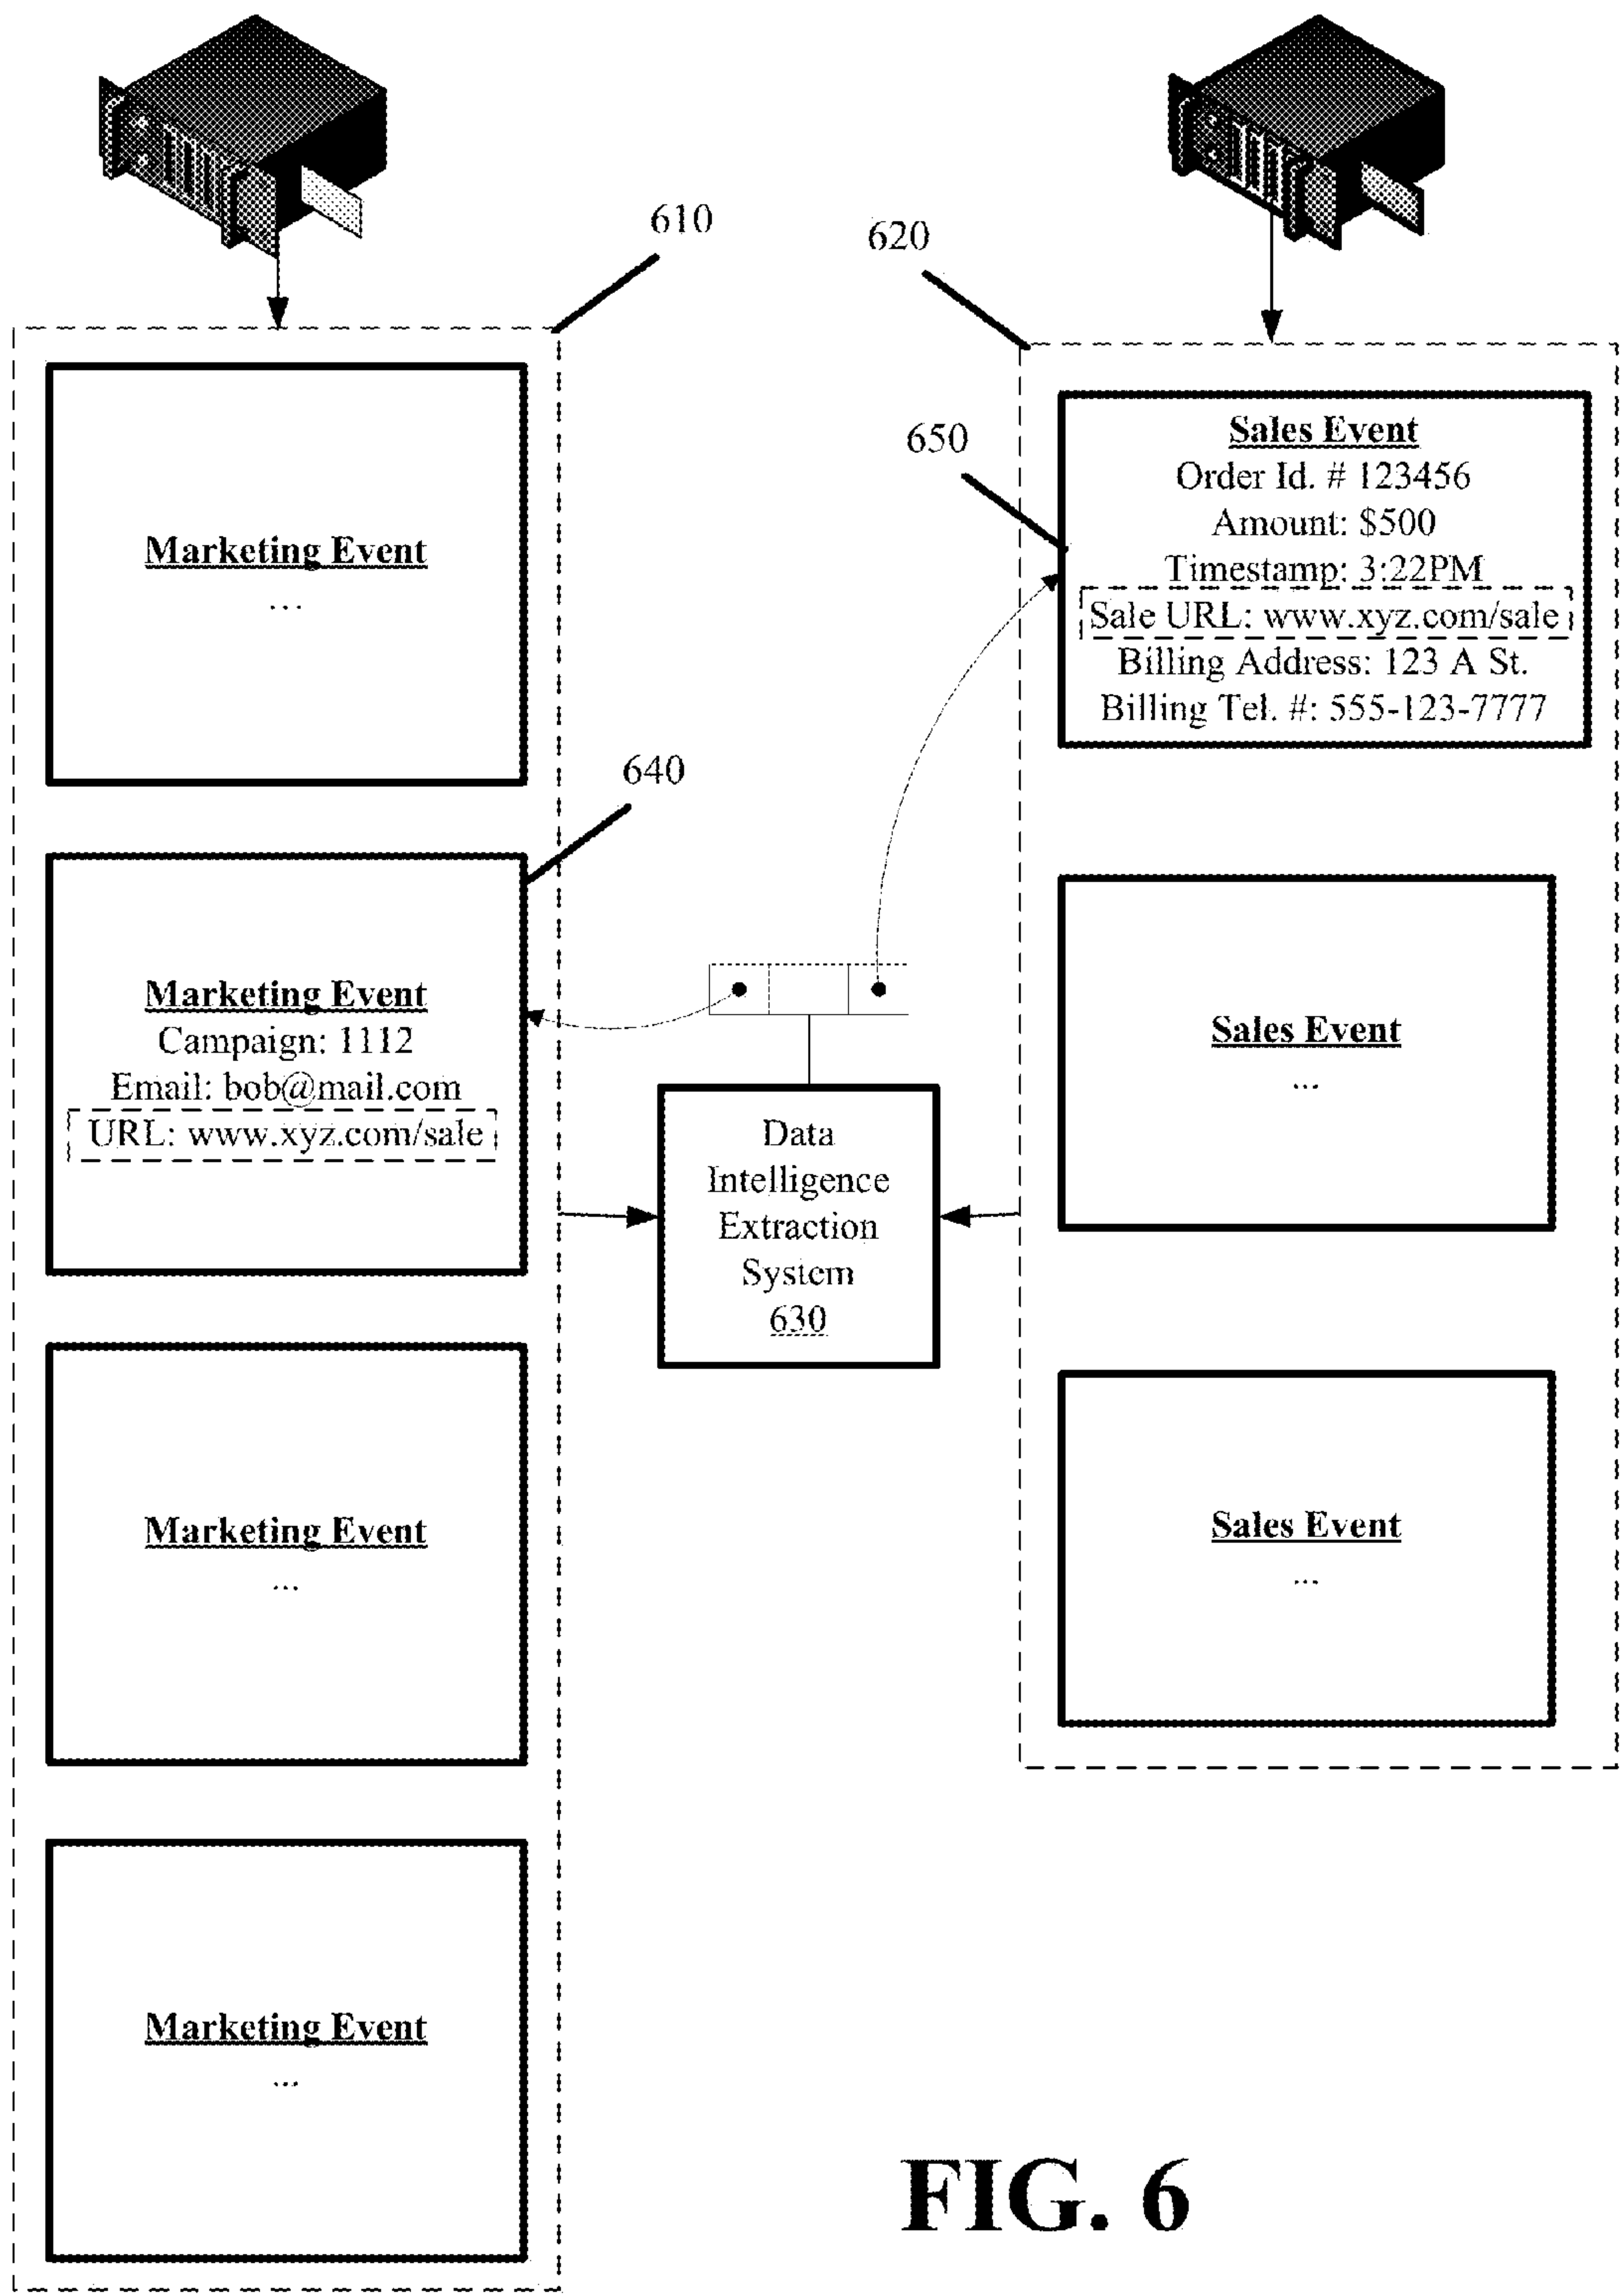 610
620
Marketing Event
...
640
Marketing Event
Campaign: 1112
Email: bob@mail.com
URL: www.xyz.com/sale
Marketing Event
...
Marketing Event
...
Data
Intelligence
Extraction
System
630
650
Sales Event
Order Id. # 123456
Amount: $500
Timestamp: 3:22PM
Sale URL: www.xyz.com/sale
Billing Address: 123 A St.
Billing Tel. #: 555-123-7777
Sales Event
...
Sales Event
...
FIG. 6